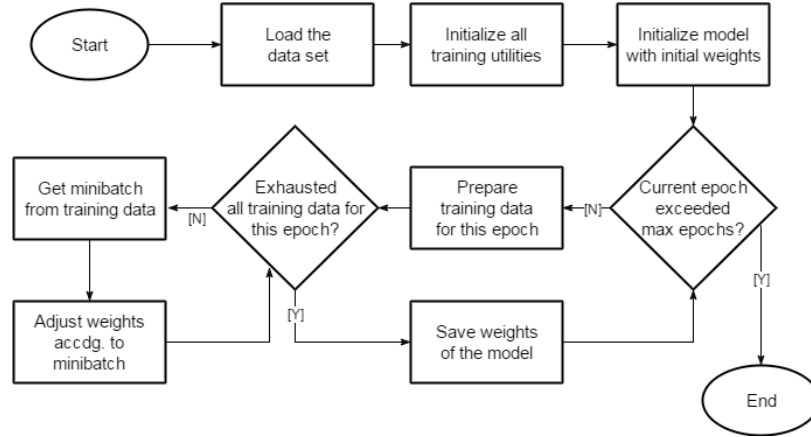 Start
Load the
data set
Initialize all
training utilities
Initialize model
with initial weights
Current epoch
exceeded
max epochs?
[N]
[Y]
Prepare
training data
for this epoch
Exhausted
all training data for
this epoch?
[N]
[Y]
Get minibatch
from training data
Adjust weights
accdg. to
minibatch
Save weights
of the model
End